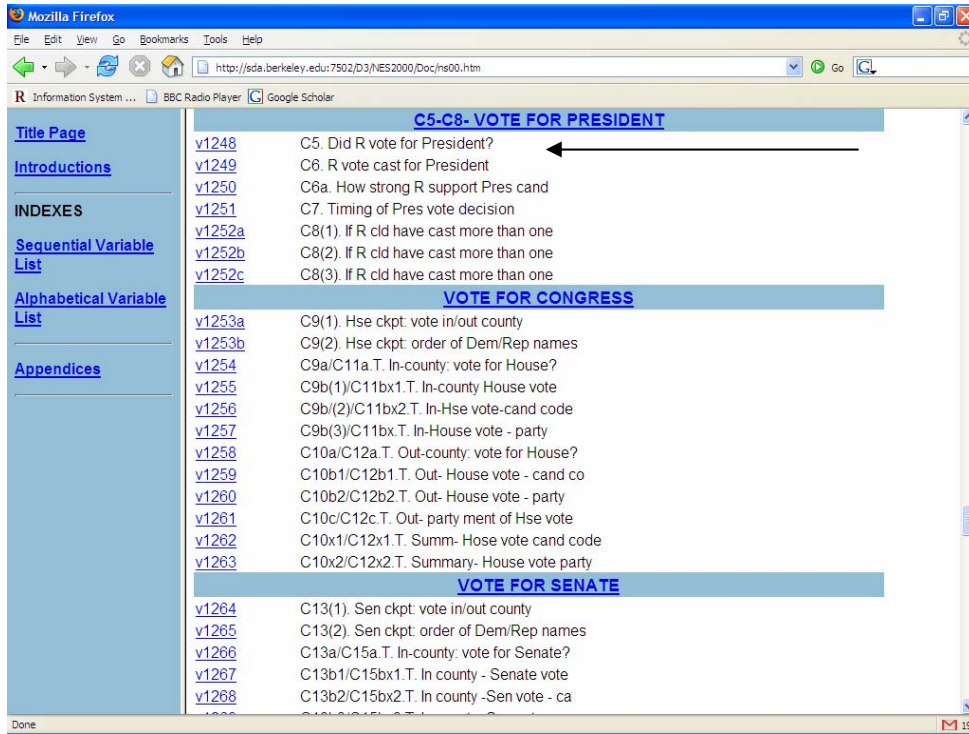 Mozilla Firefox
File Edit View Go Bookmarks Tools Help
http://sda.berkeley.edu:7502/D3/NES2000/Doc/ns00.htm Go G
R Information System ... BBC Radio Player G Google Scholar
Title Page
Introductions
INDEXES
Sequential Variable
List
Alphabetical Variable
List
Appendices
C5-C8- VOTE FOR PRESIDENT
v1248 C5. Did R vote for President?
v1249 C6. R vote cast for President
v1250 C6a. How strong R support Pres cand
v1251 C7. Timing of Pres vote decision
v1252a C8(1). If R cld have cast more than one
v1252b C8(2). If R cld have cast more than one
v1252c C8(3). If R cld have cast more than one
VOTE FOR CONGRESS
v1253a C9(1). Hse ckpt: vote in/out county
v1253b C9(2). Hse ckpt: order of Dem/Rep names
v1254 C9a/C11a.T. In-county: vote for House?
v1255 C9b(1)/C11bx1.T. In-county House vote
v1256 C9b/(2)/C11bx2.T. In-Hse vote-cand code
v1257 C9b(3)/C11bx.T. In-House vote - party
v1258 C10a/C12a.T. Out-county: vote for House?
v1259 C10b1/C12b1.T. Out- House vote - cand co
v1260 C10b2/C12b2.T. Out- House vote - party
v1261 C10c/C12c.T. Out- party ment of Hse vote
v1262 C10x1/C12x1.T. Summ- Hose vote cand code
v1263 C10x2/C12x2.T. Summary- House vote party
VOTE FOR SENATE
v1264 C13(1). Sen ckpt: vote in/out county
v1265 C13(2). Sen ckpt: order of Dem/Rep names
v1266 C13a/C15a.T. In-county: vote for Senate?
v1267 C13b1/C15bx1.T. In county - Senate vote
v1268 C13b2/C15bx2.T. In county -Sen vote - ca
Done